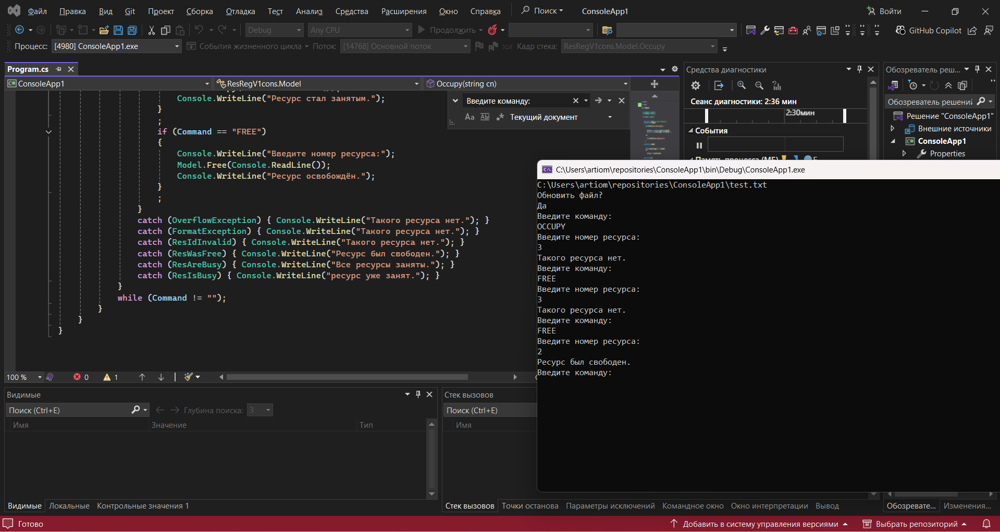 Файл Правка Вид Git Проект Сборка Отладка Тест Анализ Средства Расширения Окно Справка Поиск ConsoleApp1 Войти
Debug Any CPU Продолжить GitHub Copilot
Процесс: [4980] ConsoleApp1.exe События жизненного цикла Поток: [14768] Основной поток Кадр стека: ResRegV1cons.Model.Occupy
Program.cs
ConsoleApp1 ResRegV1cons.Model Occupy(string cn)
Console.WriteLine("Ресурс стал занятым.");
}
;
if (Command == "FREE")
{
Console.WriteLine("Введите номер ресурса:");
Model.Free(Console.ReadLine());
Console.WriteLine("Ресурс освобождён.");
}
;
}
catch (OverflowException) { Console.WriteLine("Такого ресурса нет."); }
catch (FormatException) { Console.WriteLine("Такого ресурса нет."); }
catch (ResIdInvalid) { Console.WriteLine("Такого ресурса нет."); }
catch (ResWasFree) { Console.WriteLine("Ресурс был свободен."); }
catch (ResAreBusy) { Console.WriteLine("Все ресурсы заняты."); }
catch (ResIsBusy) { Console.WriteLine("ресурс уже занят."); }
}
while (Command != "");
}
}
}
Введите команду:
Aa Ab .* Текущий документ
100 % 0 1
Средства диагностики
Сеанс диагностики: 2:36 мин
2:30мин
События
Память процесса (МБ)
Обозреватель реш...
Обозреватель решений
Решение "ConsoleApp1"
Внешние источники
C# ConsoleApp1
Properties
C:\Users\artiom\repositories\ConsoleApp1\bin\Debug\ConsoleApp1.exe
C:\Users\artiom\repositories\ConsoleApp1\test.txt
Обновить файл?
Да
Введите команду:
OCCUPY
Введите номер ресурса:
3
Такого ресурса нет.
Введите команду:
FREE
Введите номер ресурса:
3
Такого ресурса нет.
Введите команду:
FREE
Введите номер ресурса:
2
Ресурс был свободен.
Введите команду:
Видимые
Поиск (Ctrl+E) Глубина поиска: 3
Имя Значение Тип
Видимые Локальные Контрольные значения 1
Стек вызовов
Поиск (Ctrl+E)
Имя
Стек вызовов Точки останова Параметры исключений Командное окно Окно интерпретации Вывод
Обозревате... Изменения...
Готово Добавить в систему управления версиями Выбрать репозиторий